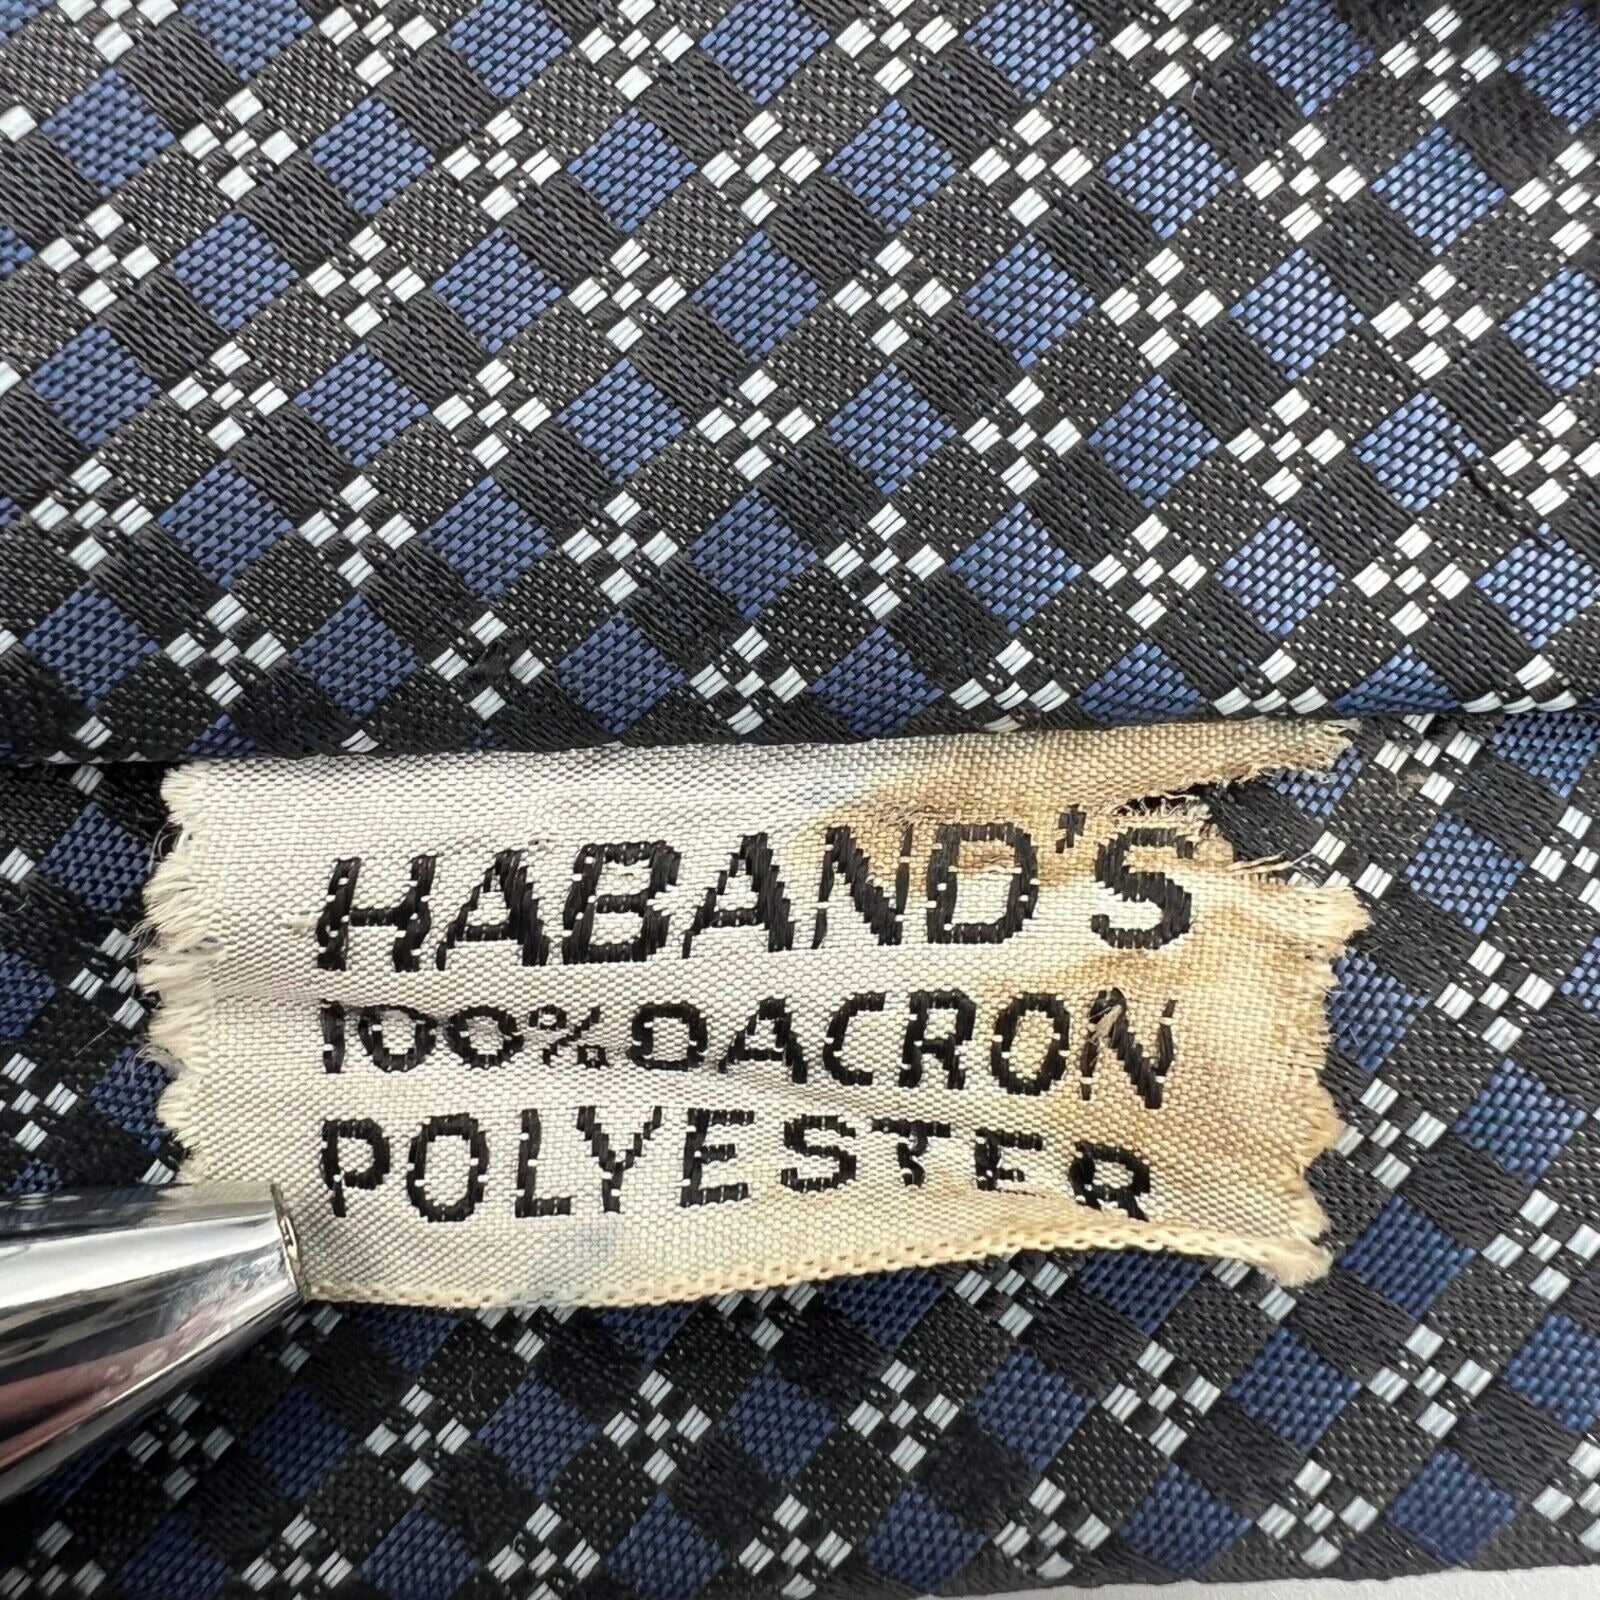 HABAND'S
100% DACRON
POLYESTER